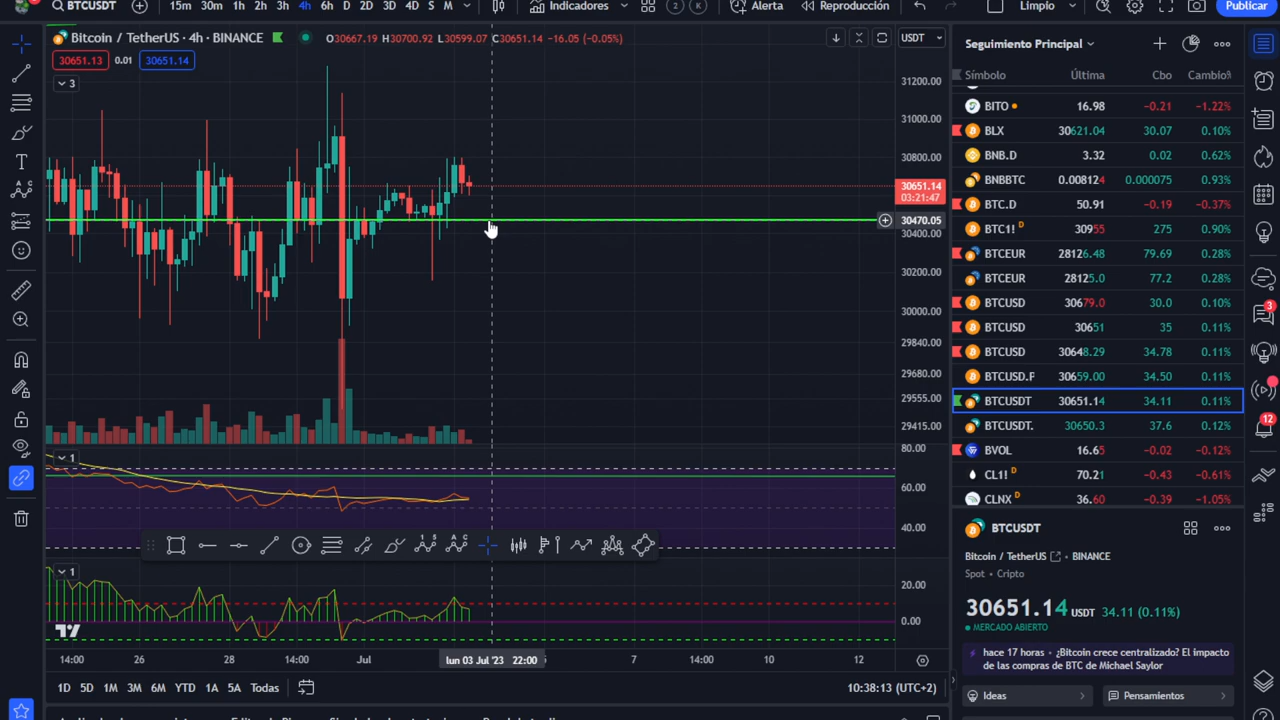 BTCUSDT
15m 30m 1h 2h 3h 4h 6h D 2D 3D 4D S M
Indicadores
2
K
Alerta
Reproducción
Limpio
Publicar
Bitcoin / TetherUS · 4h · BINANCE
O30667.19 H30700.92 L30599.07 C30651.14 −16.05 (−0.05%)
USDT
30651.13 0.01 30651.14
3
31200.00
31000.00
30800.00
30651.14
03:21:47
30470.05
30400.00
30200.00
30000.00
29840.00
29680.00
29555.00
29415.00
1
80.00
60.00
40.00
1
20.00
0.00
14:00 26 28 14:00 Jul lun 03 Jul '23 22:00 7 14:00 10 12
1D 5D 1M 3M 6M YTD 1A 5A Todas
10:38:13 (UTC+2)
Seguimiento Principal
Símbolo Última Cbo Cambio%
BITO 16.98 −0.21 −1.22%
BLX 30621.04 30.07 0.10%
BNB.D 3.32 0.02 0.62%
BNBBTC 0.008124 0.000075 0.93%
BTC.D 50.91 −0.19 −0.37%
BTC1! D 30955 275 0.90%
BTCEUR 28126.48 79.69 0.28%
BTCEUR 28125.0 77.2 0.28%
BTCUSD 30679.0 30.0 0.10%
BTCUSD 30651 35 0.11%
BTCUSD 30648.29 34.78 0.11%
BTCUSD.P 30659.00 34.50 0.11%
BTCUSDT 30651.14 34.11 0.11%
BTCUSDT. 30650.3 37.6 0.12%
BVOL 16.65 −0.02 −0.12%
CL1! D 70.21 −0.43 −0.61%
CLNX D 36.60 −0.39 −1.05%
BTCUSDT
Bitcoin / TetherUS • BINANCE
Spot • Cripto
30651.14 USDT 34.11 (0.11%)
MERCADO ABIERTO
hace 17 horas • ¿Bitcoin crece centralizado? El impacto
de las compras de BTC de Michael Saylor
Ideas
Pensamientos
3
12